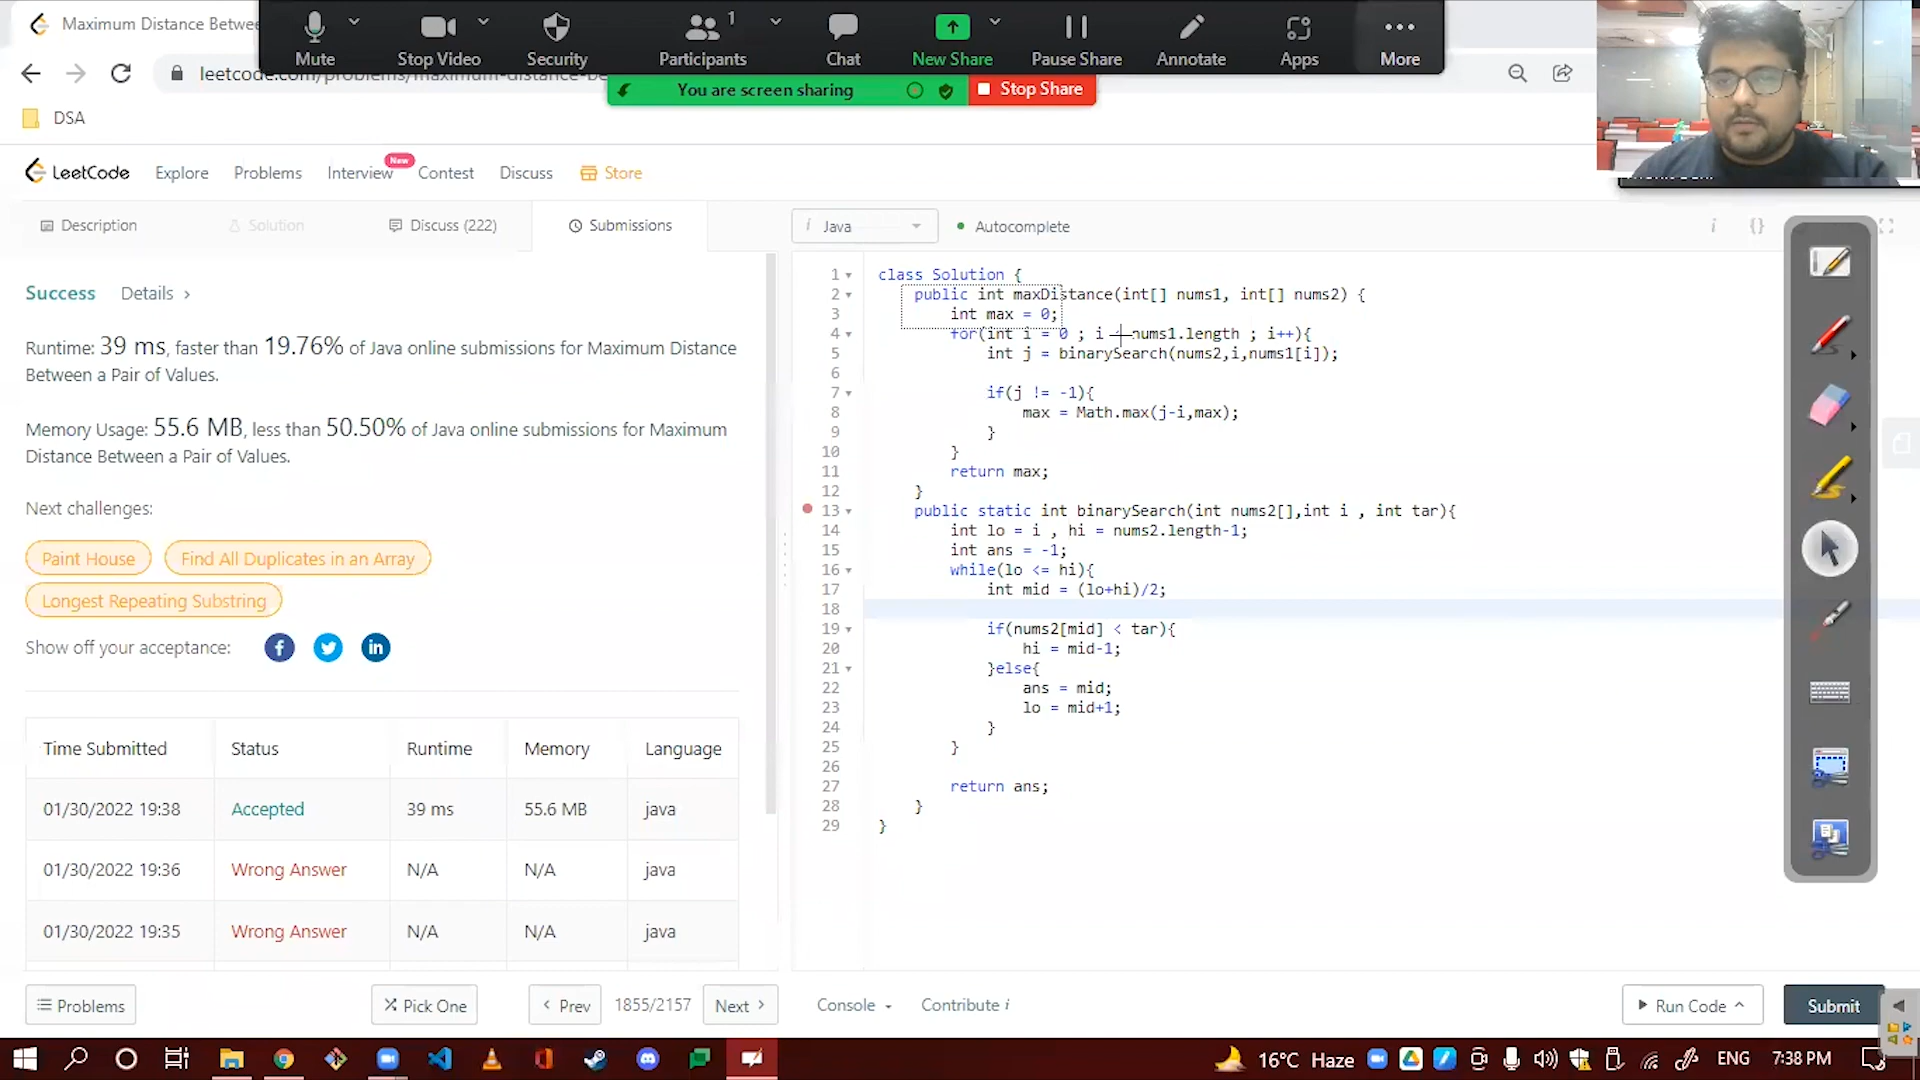 Maximum Distance Betwee
Mute
Stop Video
Security
Participants
1
Chat
New Share
Pause Share
Annotate
Apps
More
leetcode.com/problems/maximum-distance-be
You are screen sharing
Stop Share
DSA
LeetCode
Explore
Problems
Interview
New
Contest
Discuss
Store
Description
Solution
Discuss (222)
Submissions
i Java
Autocomplete
i {}
Success
Details >
Runtime: 39 ms, faster than 19.76% of Java online submissions for Maximum Distance
Between a Pair of Values.
Memory Usage: 55.6 MB, less than 50.50% of Java online submissions for Maximum
Distance Between a Pair of Values.
Next challenges:
Paint House
Find All Duplicates in an Array
Longest Repeating Substring
Show off your acceptance:
Time Submitted Status Runtime Memory Language
01/30/2022 19:38 Accepted 39 ms 55.6 MB java
01/30/2022 19:36 Wrong Answer N/A N/A java
01/30/2022 19:35 Wrong Answer N/A N/A java
1 class Solution {
2 public int maxDistance(int[] nums1, int[] nums2) {
3 int max = 0;
4 for(int i = 0 ; i < nums1.length ; i++){
5 int j = binarySearch(nums2,i,nums1[i]);
6
7 if(j != -1){
8 max = Math.max(j-i,max);
9 }
10 }
11 return max;
12 }
13 public static int binarySearch(int nums2[],int i , int tar){
14 int lo = i , hi = nums2.length-1;
15 int ans = -1;
16 while(lo <= hi){
17 int mid = (lo+hi)/2;
18
19 if(nums2[mid] < tar){
20 hi = mid-1;
21 }else{
22 ans = mid;
23 lo = mid+1;
24 }
25 }
26
27 return ans;
28 }
29 }
Problems
Pick One
< Prev
1855/2157
Next >
Console
Contribute i
Run Code
Submit
16°C Haze
ENG
7:38 PM